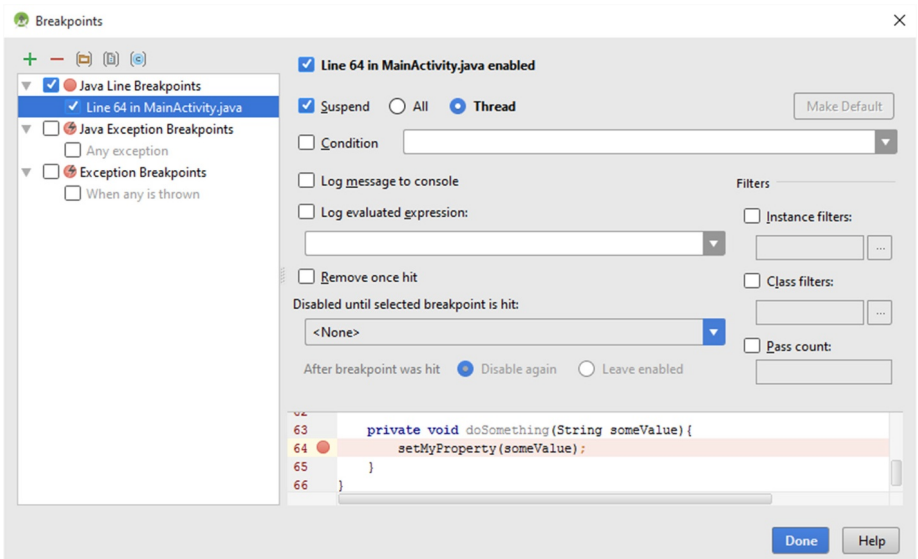 Breakpoints
Java Line Breakpoints
Line 64 in MainActivity.java
Java Exception Breakpoints
Any exception
Exception Breakpoints
When any is thrown
Line 64 in MainActivity.java enabled
Suspend All Thread Make Default
Condition
Log message to console
Log evaluated expression:
Remove once hit
Disabled until selected breakpoint is hit:
<None>
After breakpoint was hit Disable again Leave enabled
Filters
Instance filters:
...
Class filters:
...
Pass count:
62
63 private void doSomething(String someValue){
64 setMyProperty(someValue);
65 }
66 }
Done Help